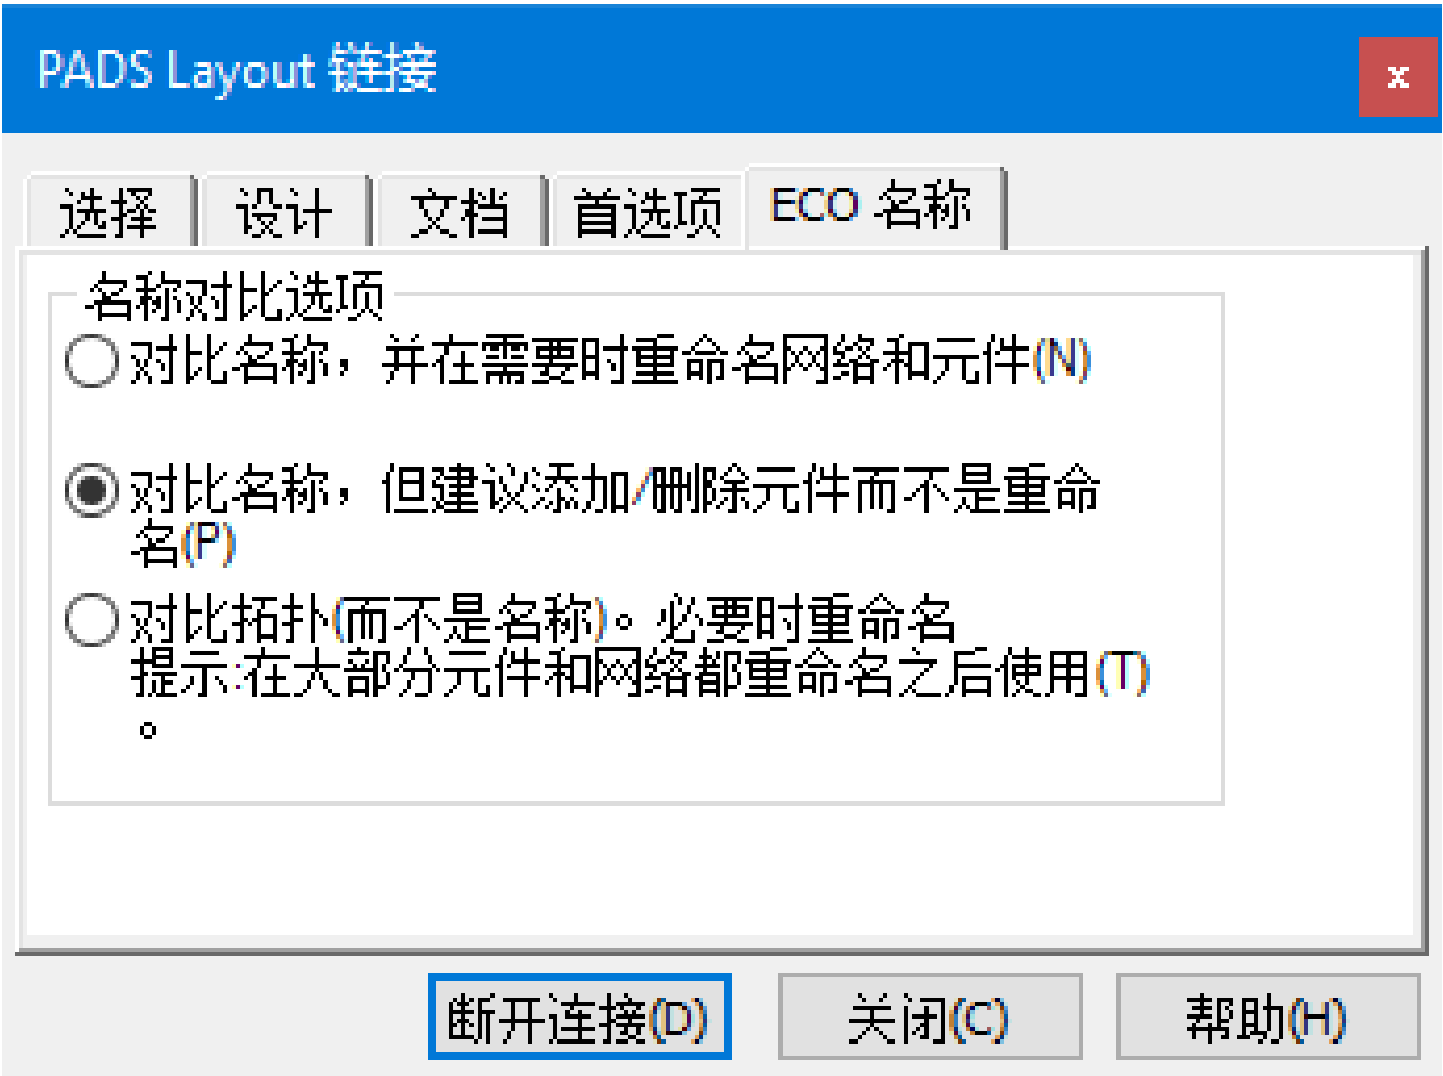 PADS Layout 链接
x
选择 设计 文档 首选项 ECO 名称
名称对比选项
对比名称，并在需要时重命名网络和元件(N)
对比名称，但建议添加/删除元件而不是重命
名(P)
对比拓扑(而不是名称)。必要时重命名
提示:在大部分元件和网络都重命名之后使用(T)
。
断开连接(D) 关闭(C) 帮助(H)